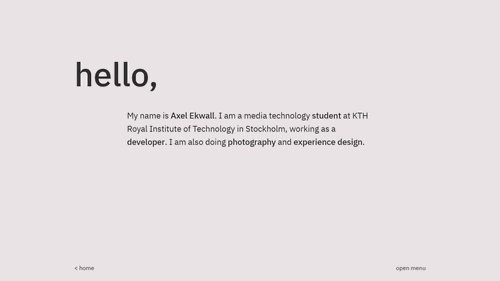 hello,
My name is Axel Ekwall. I am a media technology student at KTH
Royal Institute of Technology in Stockholm, working as a
developer. I am also doing photography and experience design.
< home
open menu